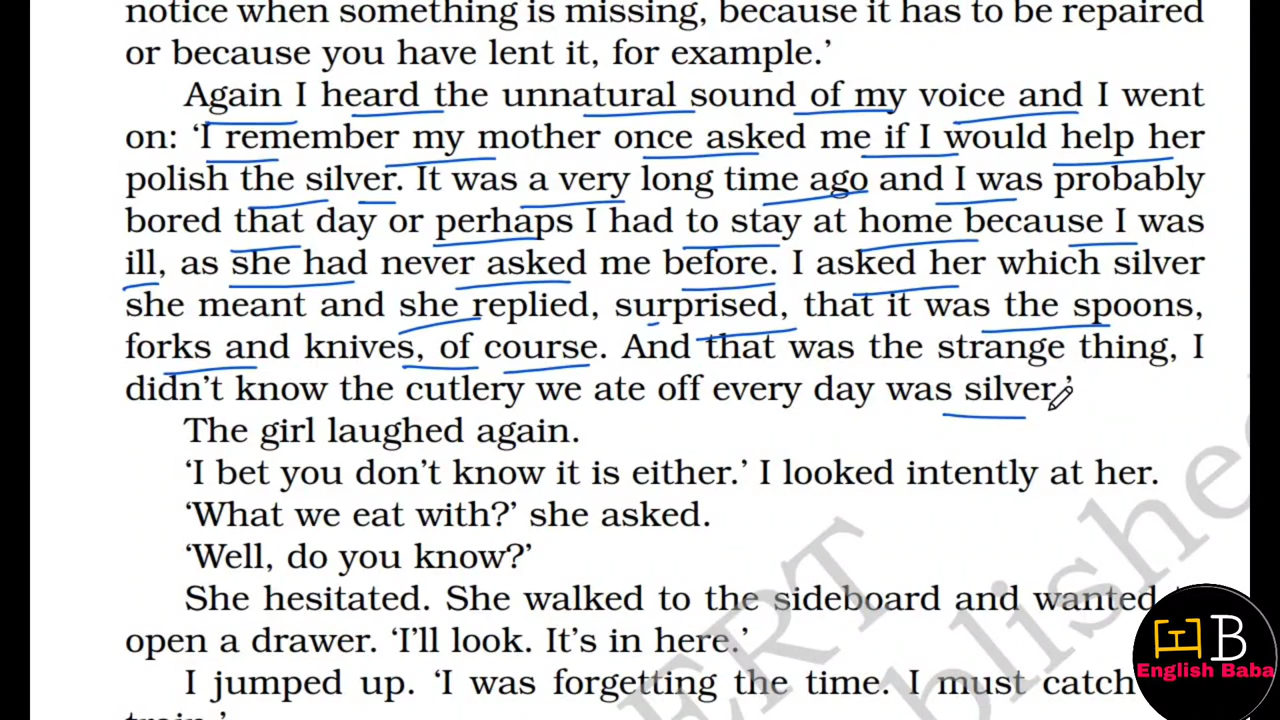 notice when something is missing, because it has to be repaired
or because you have lent it, for example.’
Again I heard the unnatural sound of my voice and I went
on: ‘I remember my mother once asked me if I would help her
polish the silver. It was a very long time ago and I was probably
bored that day or perhaps I had to stay at home because I was
ill, as she had never asked me before. I asked her which silver
she meant and she replied, surprised, that it was the spoons,
forks and knives, of course. And that was the strange thing, I
didn’t know the cutlery we ate off every day was silver.’
The girl laughed again.
‘I bet you don’t know it is either.’ I looked intently at her.
‘What we eat with?’ she asked.
‘Well, do you know?’
She hesitated. She walked to the sideboard and wanted
open a drawer. ‘I’ll look. It’s in here.’
I jumped up. ‘I was forgetting the time. I must catch
train.’
B
English Baba